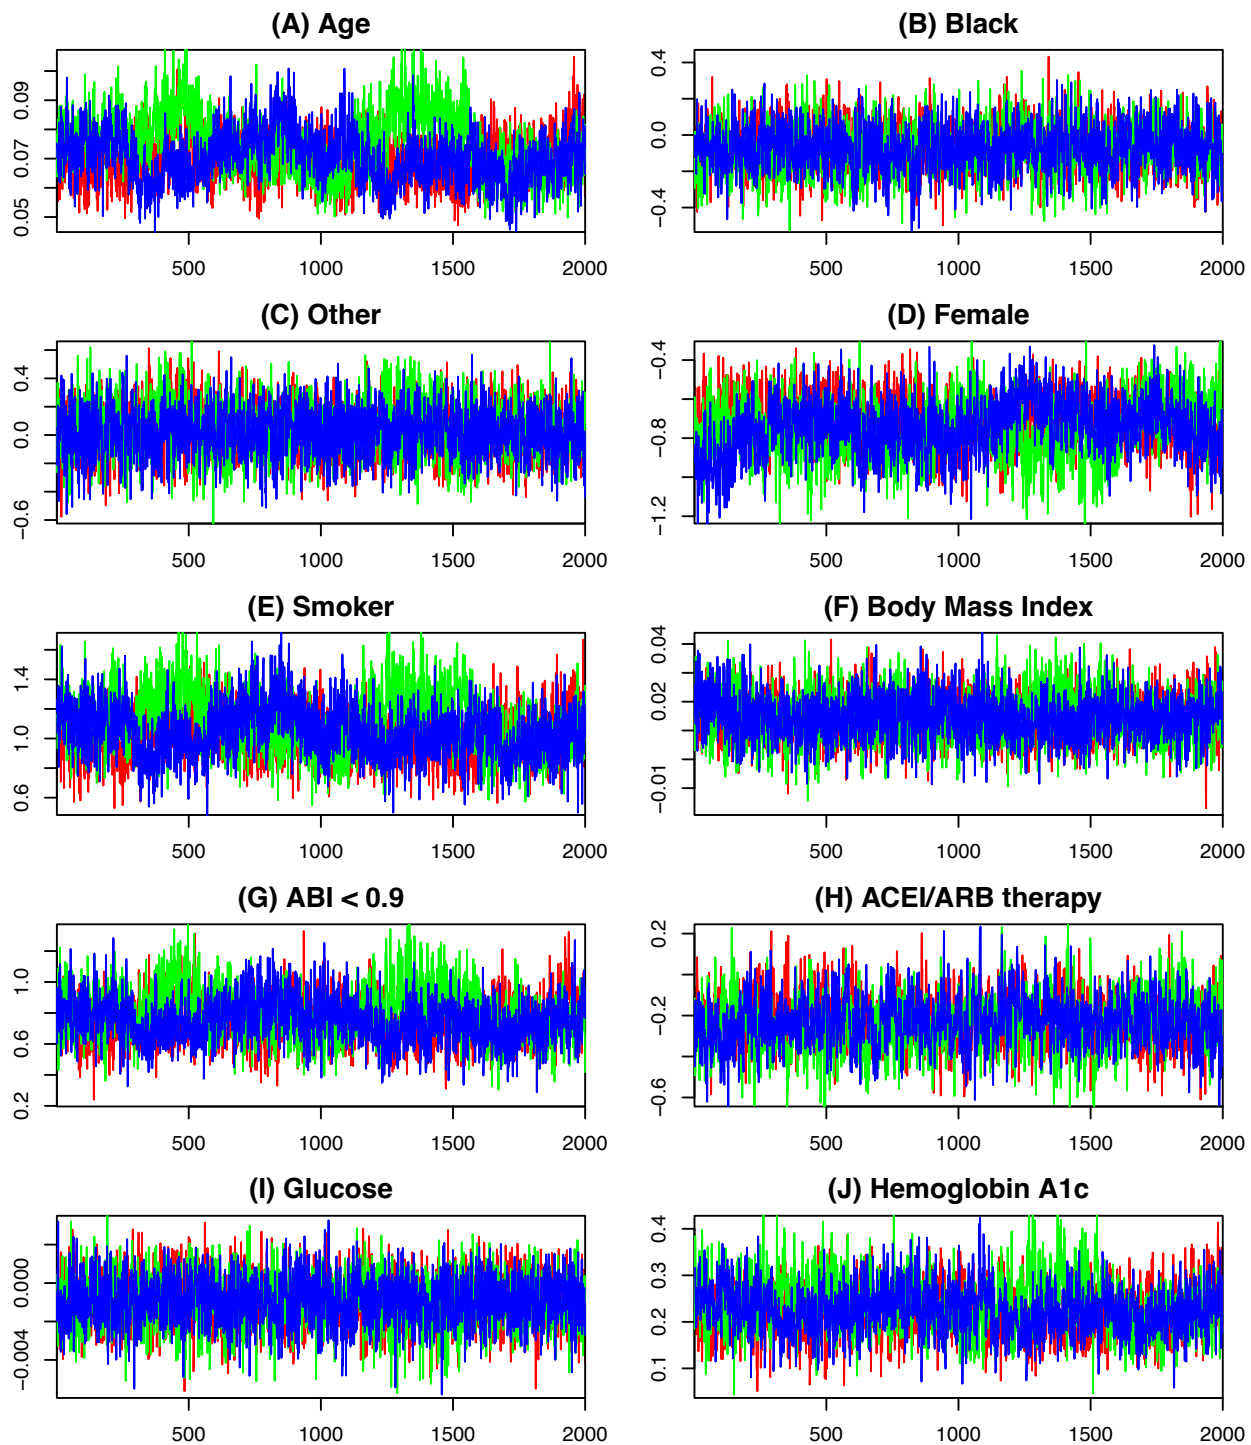 (A) Age
(B) Black
0.05 0.07 0.09
500 1000 1500 2000
−0.4 0.0 0.4
500 1000 1500 2000
(C) Other
(D) Female
−0.6 0.0 0.4
500 1000 1500 2000
−1.2 −0.8 −0.4
500 1000 1500 2000
(E) Smoker
(F) Body Mass Index
0.6 1.0 1.4
500 1000 1500 2000
−0.01 0.02 0.04
500 1000 1500 2000
(G) ABI < 0.9
(H) ACEI/ARB therapy
0.2 0.6 1.0
500 1000 1500 2000
−0.6 −0.2 0.2
500 1000 1500 2000
(I) Glucose
(J) Hemoglobin A1c
−0.004 0.000
500 1000 1500 2000
0.1 0.2 0.3 0.4
500 1000 1500 2000